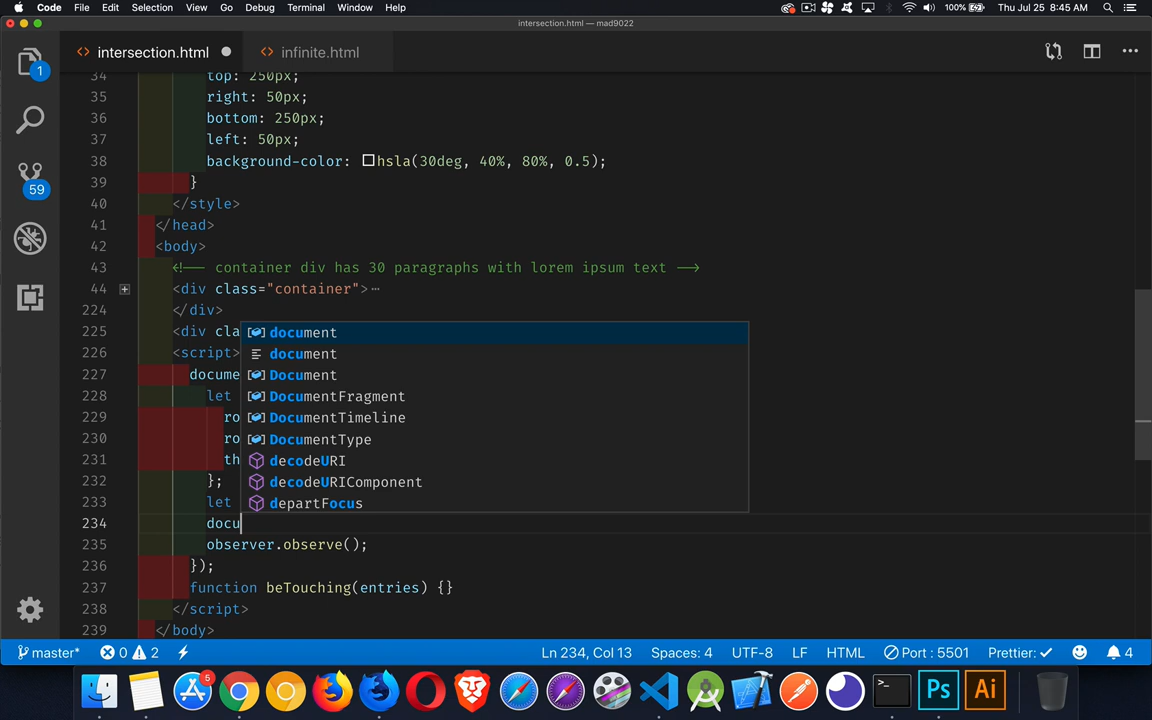 Code File Edit Selection View Go Debug Terminal Window Help 100% Thu Jul 25 8:45 AM
intersection.html — mad9022
<> intersection.html <> infinite.html
1
59
34 top: 250px;
35 right: 50px;
36 bottom: 250px;
37 left: 50px;
38 background-color: hsla(30deg, 40%, 80%, 0.5);
39 }
40 </style>
41 </head>
42 <body>
43 <!-- container div has 30 paragraphs with lorem ipsum text -->
44 <div class="container">⋯
224 </div>
225 <div cla
226 <script>
227 docume
228 let
229 ro
230 ro
231 th
232 };
233 let
234 docu
235 observer.observe();
236 });
237 function beTouching(entries) {}
238 </script>
239 </body>
document
document
Document
DocumentFragment
DocumentTimeline
DocumentType
decodeURI
decodeURIComponent
departFocus
master* 0 2 Ln 234, Col 13 Spaces: 4 UTF-8 LF HTML Port : 5501 Prettier: ✓ 4
5
>_
Ps
Ai